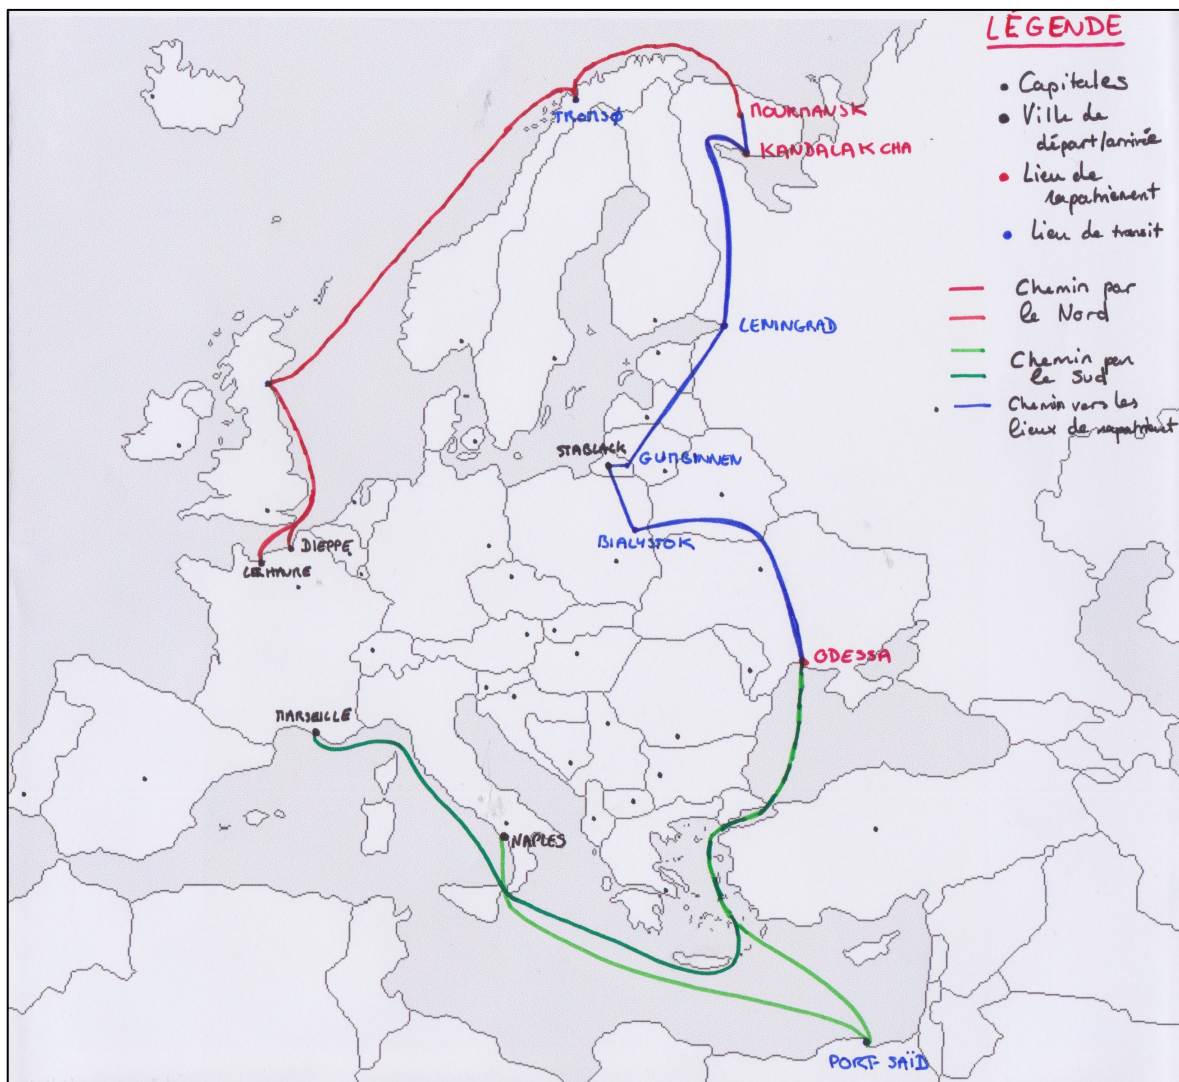 LÉGENDE
• Capitales
• Ville de
départ/arrivée
• Lieu de
rapatriement
• Lieu de transit
Chemin par
le Nord
Chemin par
le Sud
Chemin vers les
lieux de rapatriement
TROMSØ
MOURMANSK
KANDALAKCHA
LENINGRAD
STABLACK
GUMBINNEN
BIALYSTOK
DIEPPE
LE HAVRE
ODESSA
MARSEILLE
NAPLES
PORT-SAÏD